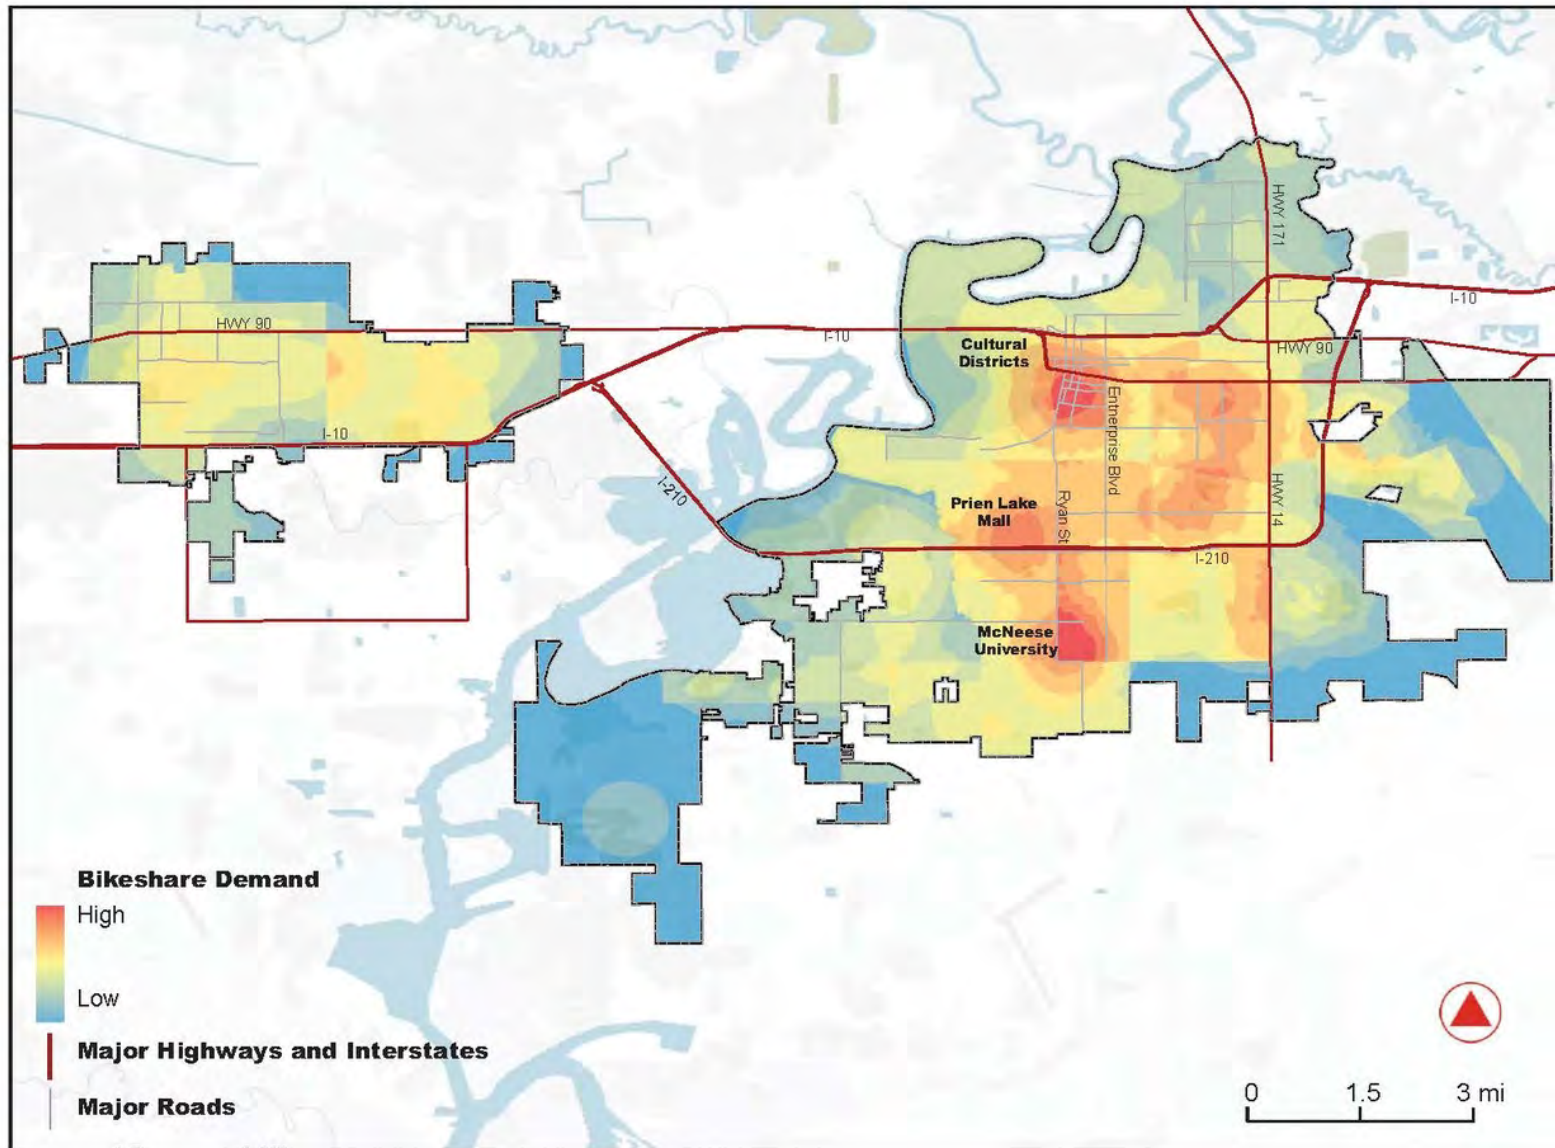 HWY 171
I-10
HWY 90
I-10
Cultural
Districts
HWY 90
Entnerprise Blvd
I-10
I-210
Prien Lake
Mall
Ryan St
HWY 14
I-210
McNeese
University
Bikeshare Demand
High
Low
Major Highways and Interstates
Major Roads
0 1.5 3 mi